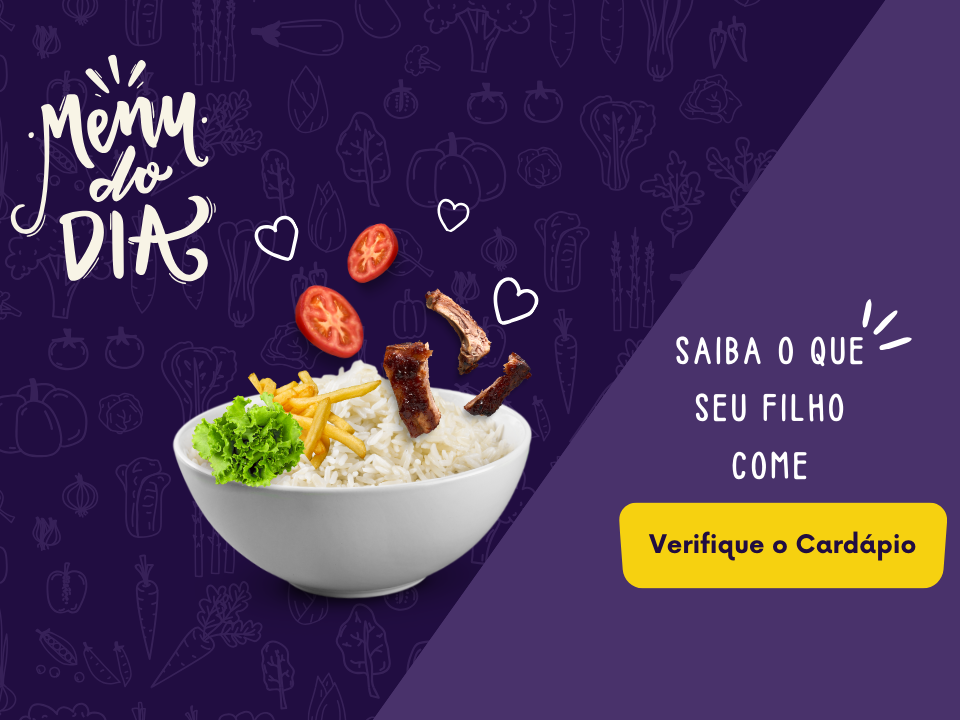 Menu
do
DIA
SAIBA O QUE
SEU FILHO
COME
Verifique o Cardápio